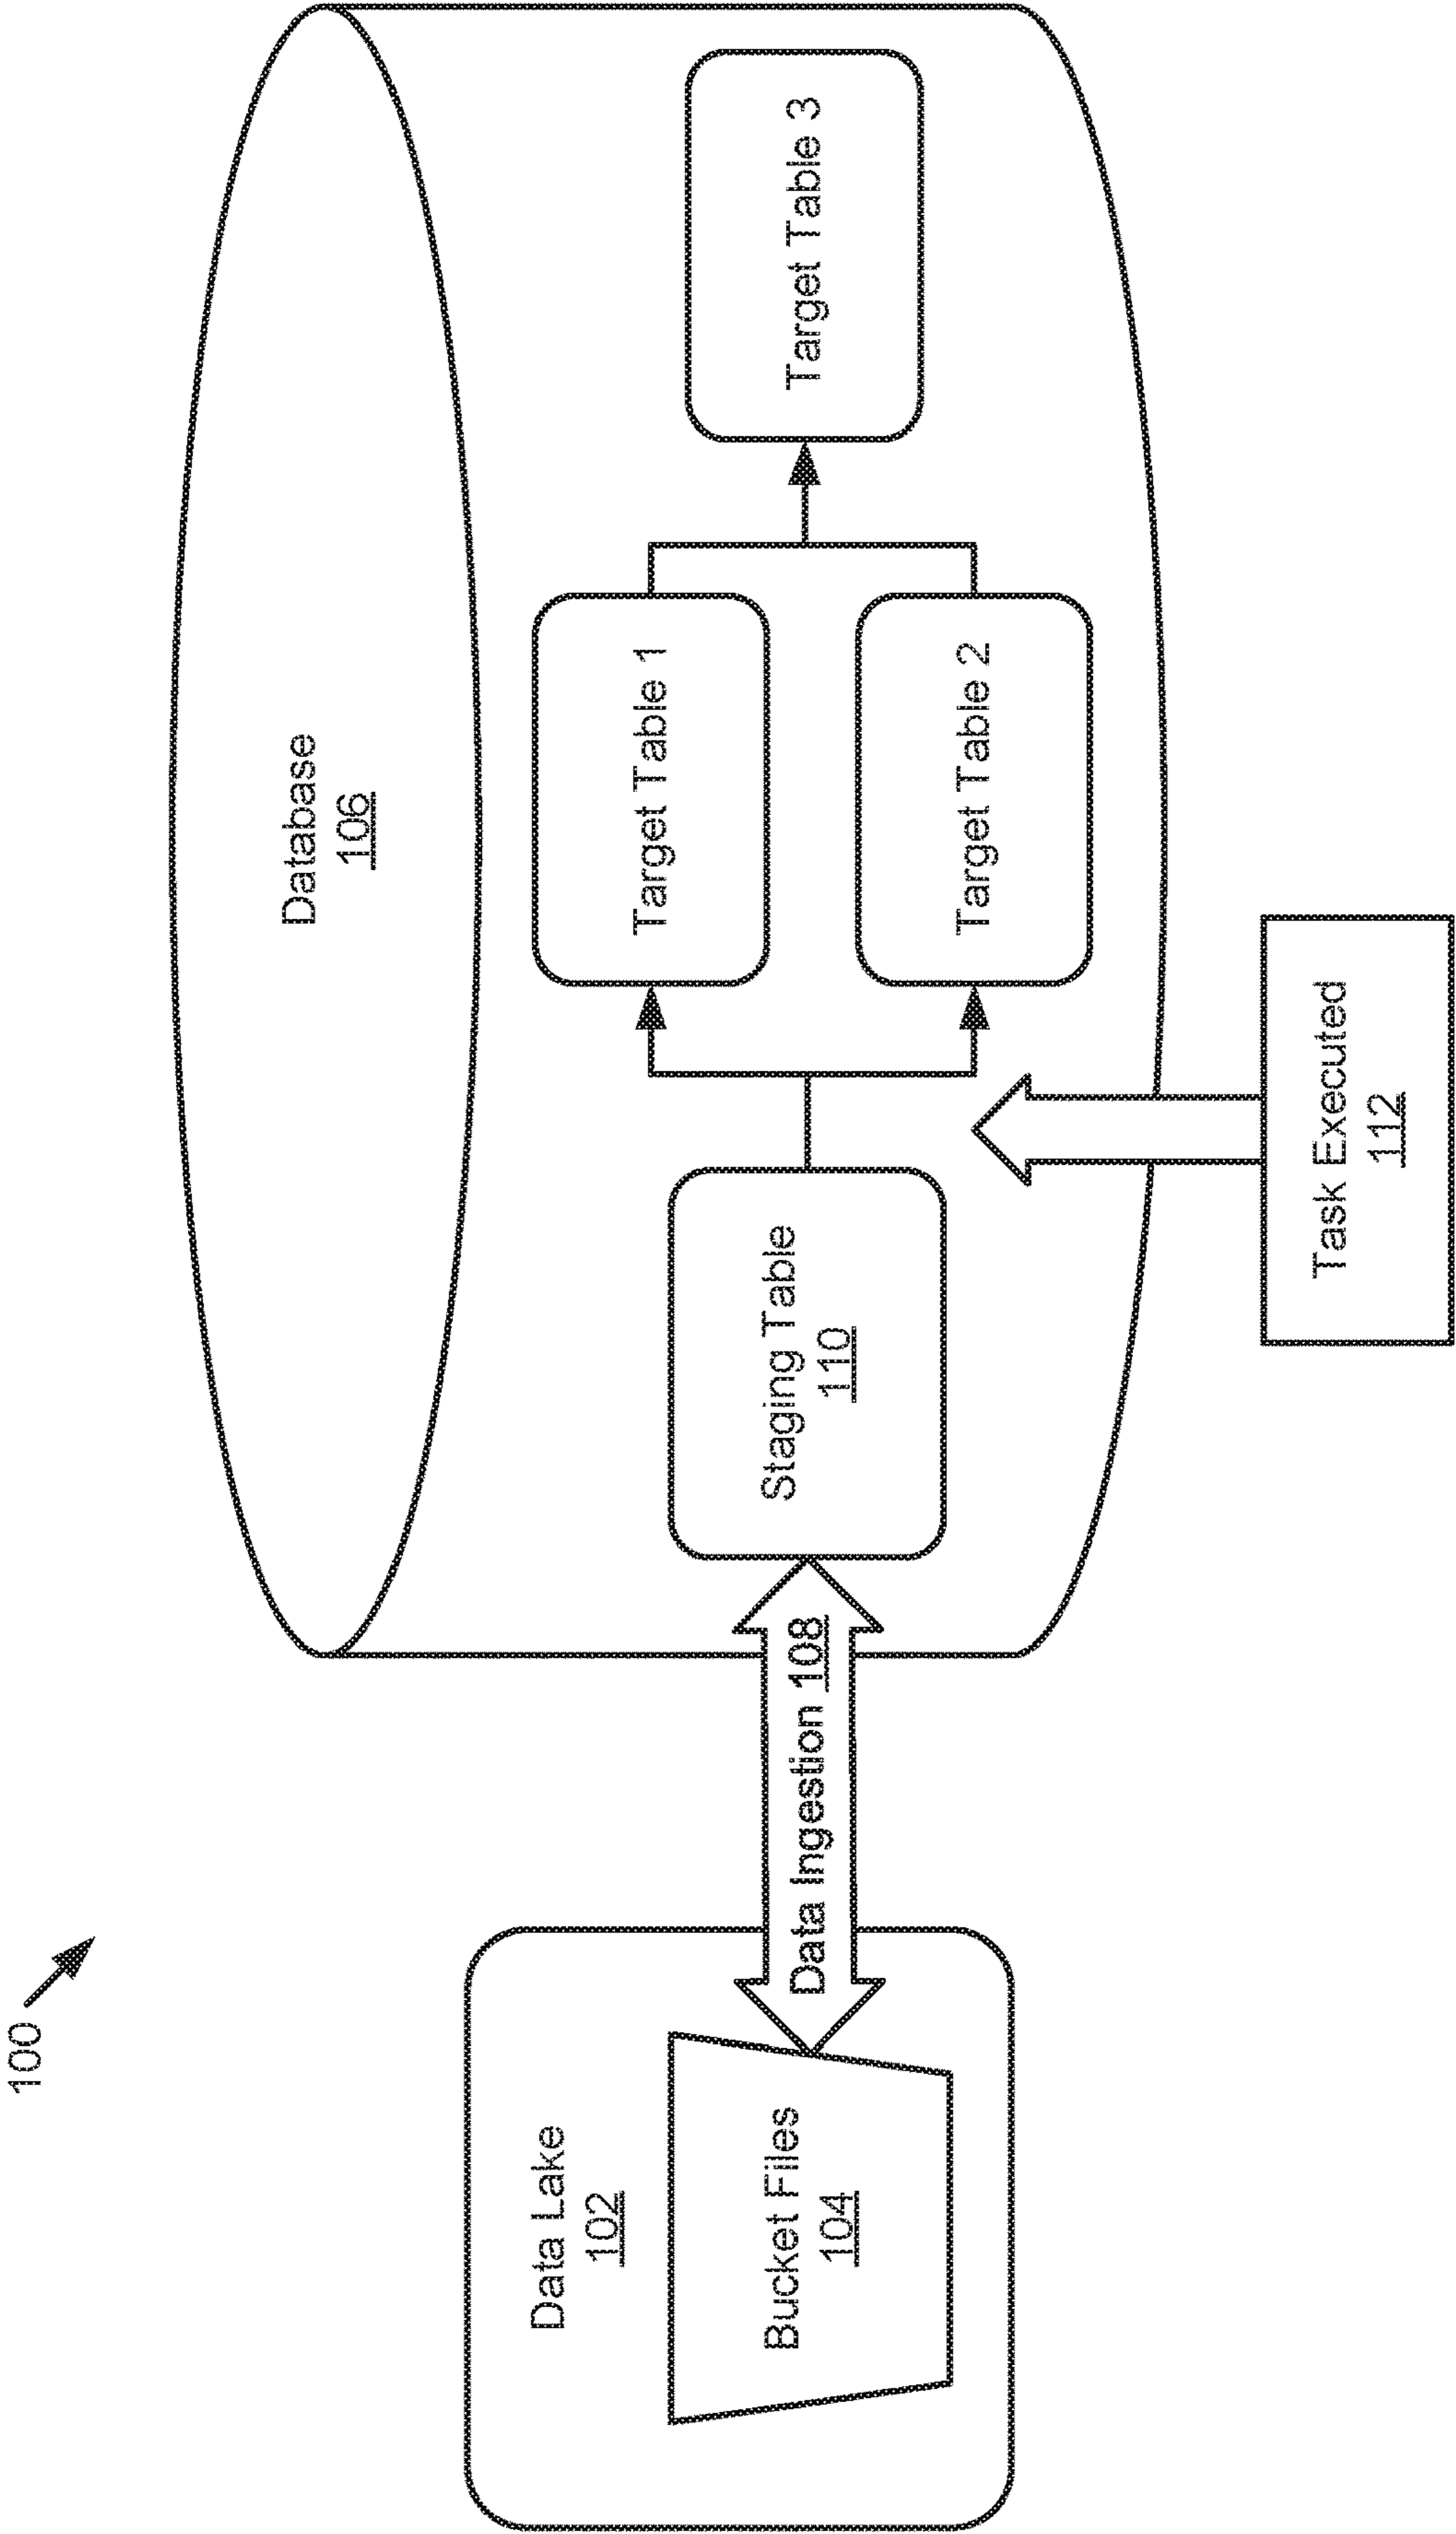 100
Database
106
Data Lake
102
Bucket Files
104
Data Ingestion 108
Staging Table
110
Target Table 1
Target Table 2
Target Table 3
Task Executed
112